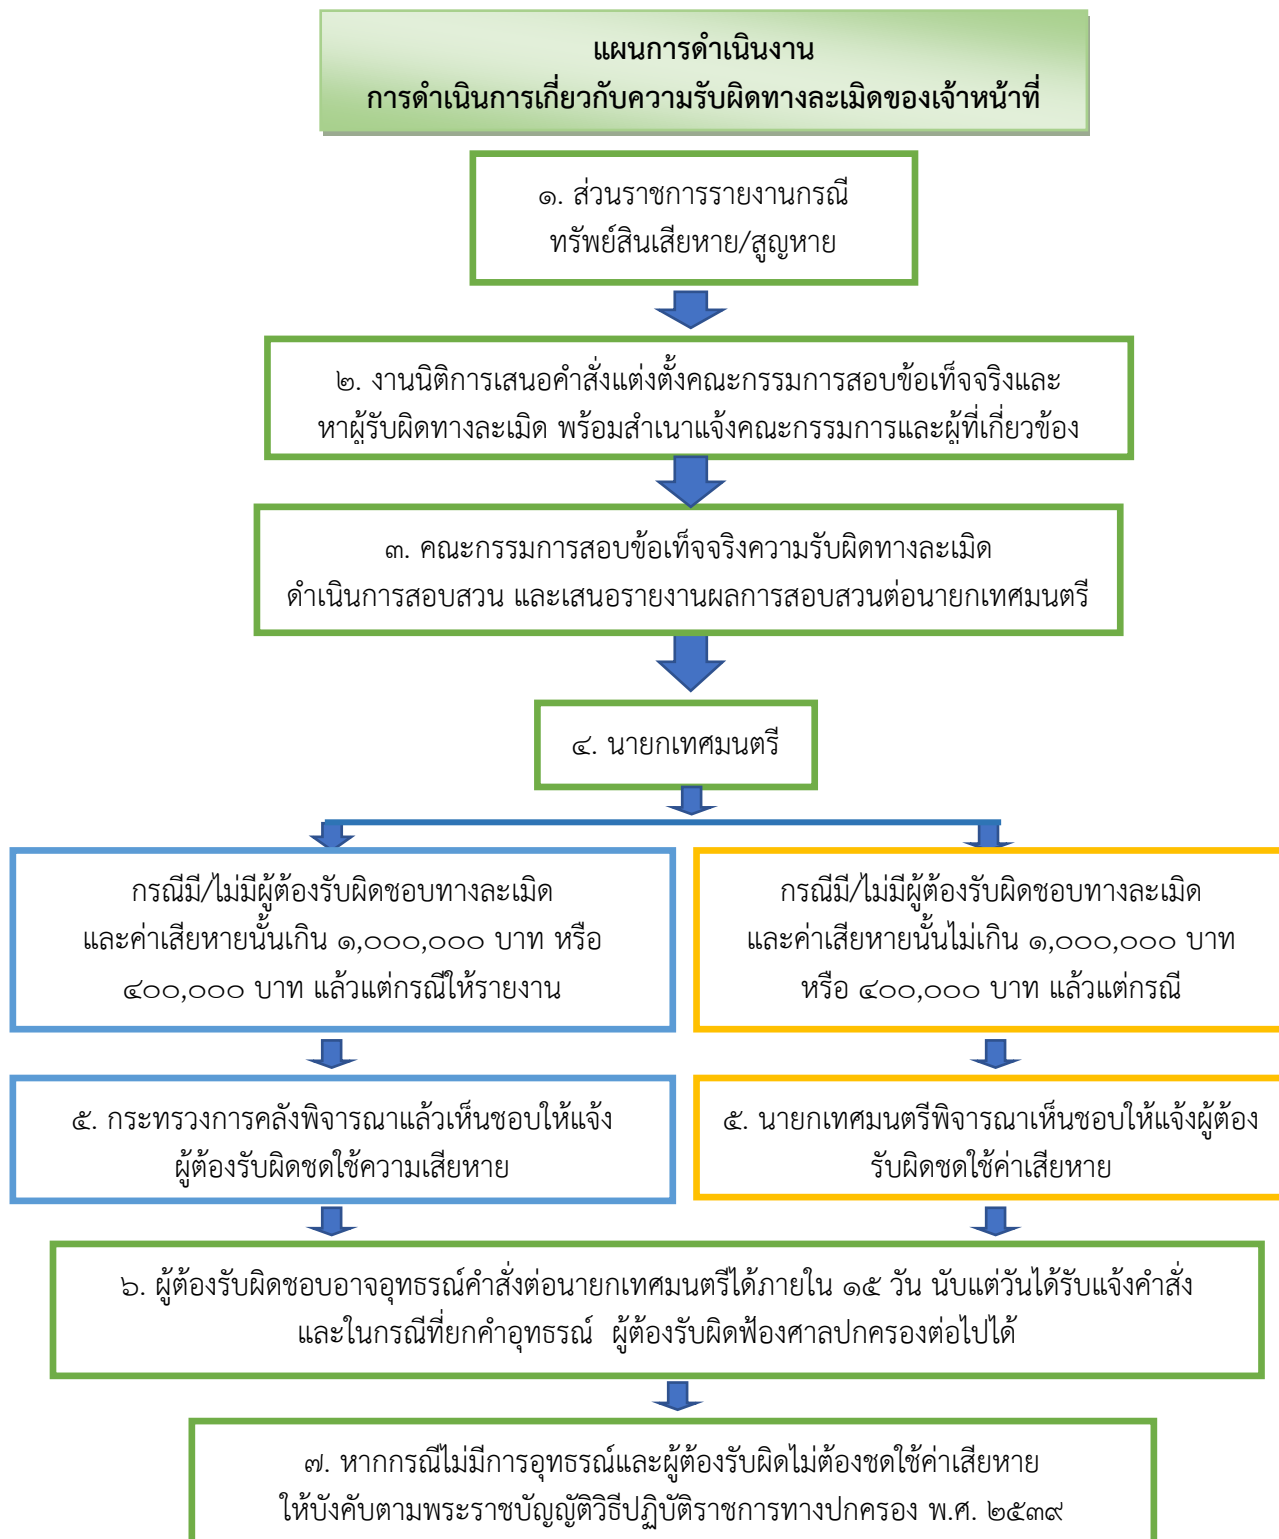 แผนการดำเนินงาน
การดำเนินการเกี่ยวกับความรับผิดทางละเมิดของเจ้าหน้าที่
๑. ส่วนราชการรายงานกรณี
ทรัพย์สินเสียหาย/สูญหาย
๒. งานนิติการเสนอคำสั่งแต่งตั้งคณะกรรมการสอบข้อเท็จจริงและ
หาผู้รับผิดทางละเมิด พร้อมสำเนาแจ้งคณะกรรมการและผู้ที่เกี่ยวข้อง
๓. คณะกรรมการสอบข้อเท็จจริงความรับผิดทางละเมิด
ดำเนินการสอบสวน และเสนอรายงานผลการสอบสวนต่อนายกเทศมนตรี
๔. นายกเทศมนตรี
กรณีมี/ไม่มีผู้ต้องรับผิดชอบทางละเมิด
และค่าเสียหายนั้นเกิน ๑,๐๐๐,๐๐๐ บาท หรือ
๔๐๐,๐๐๐ บาท แล้วแต่กรณีให้รายงาน
กรณีมี/ไม่มีผู้ต้องรับผิดชอบทางละเมิด
และค่าเสียหายนั้นไม่เกิน ๑,๐๐๐,๐๐๐ บาท
หรือ ๔๐๐,๐๐๐ บาท แล้วแต่กรณี
๕. กระทรวงการคลังพิจารณาแล้วเห็นชอบให้แจ้ง
ผู้ต้องรับผิดชดใช้ความเสียหาย
๕. นายกเทศมนตรีพิจารณาเห็นชอบให้แจ้งผู้ต้อง
รับผิดชดใช้ค่าเสียหาย
๖. ผู้ต้องรับผิดชอบอาจอุทธรณ์คำสั่งต่อนายกเทศมนตรีได้ภายใน ๑๕ วัน นับแต่วันได้รับแจ้งคำสั่ง
และในกรณีที่ยกคำอุทธรณ์ ผู้ต้องรับผิดฟ้องศาลปกครองต่อไปได้
๗. หากกรณีไม่มีการอุทธรณ์และผู้ต้องรับผิดไม่ต้องชดใช้ค่าเสียหาย
ให้บังคับตามพระราชบัญญัติวิธีปฏิบัติราชการทางปกครอง พ.ศ. ๒๕๓๙